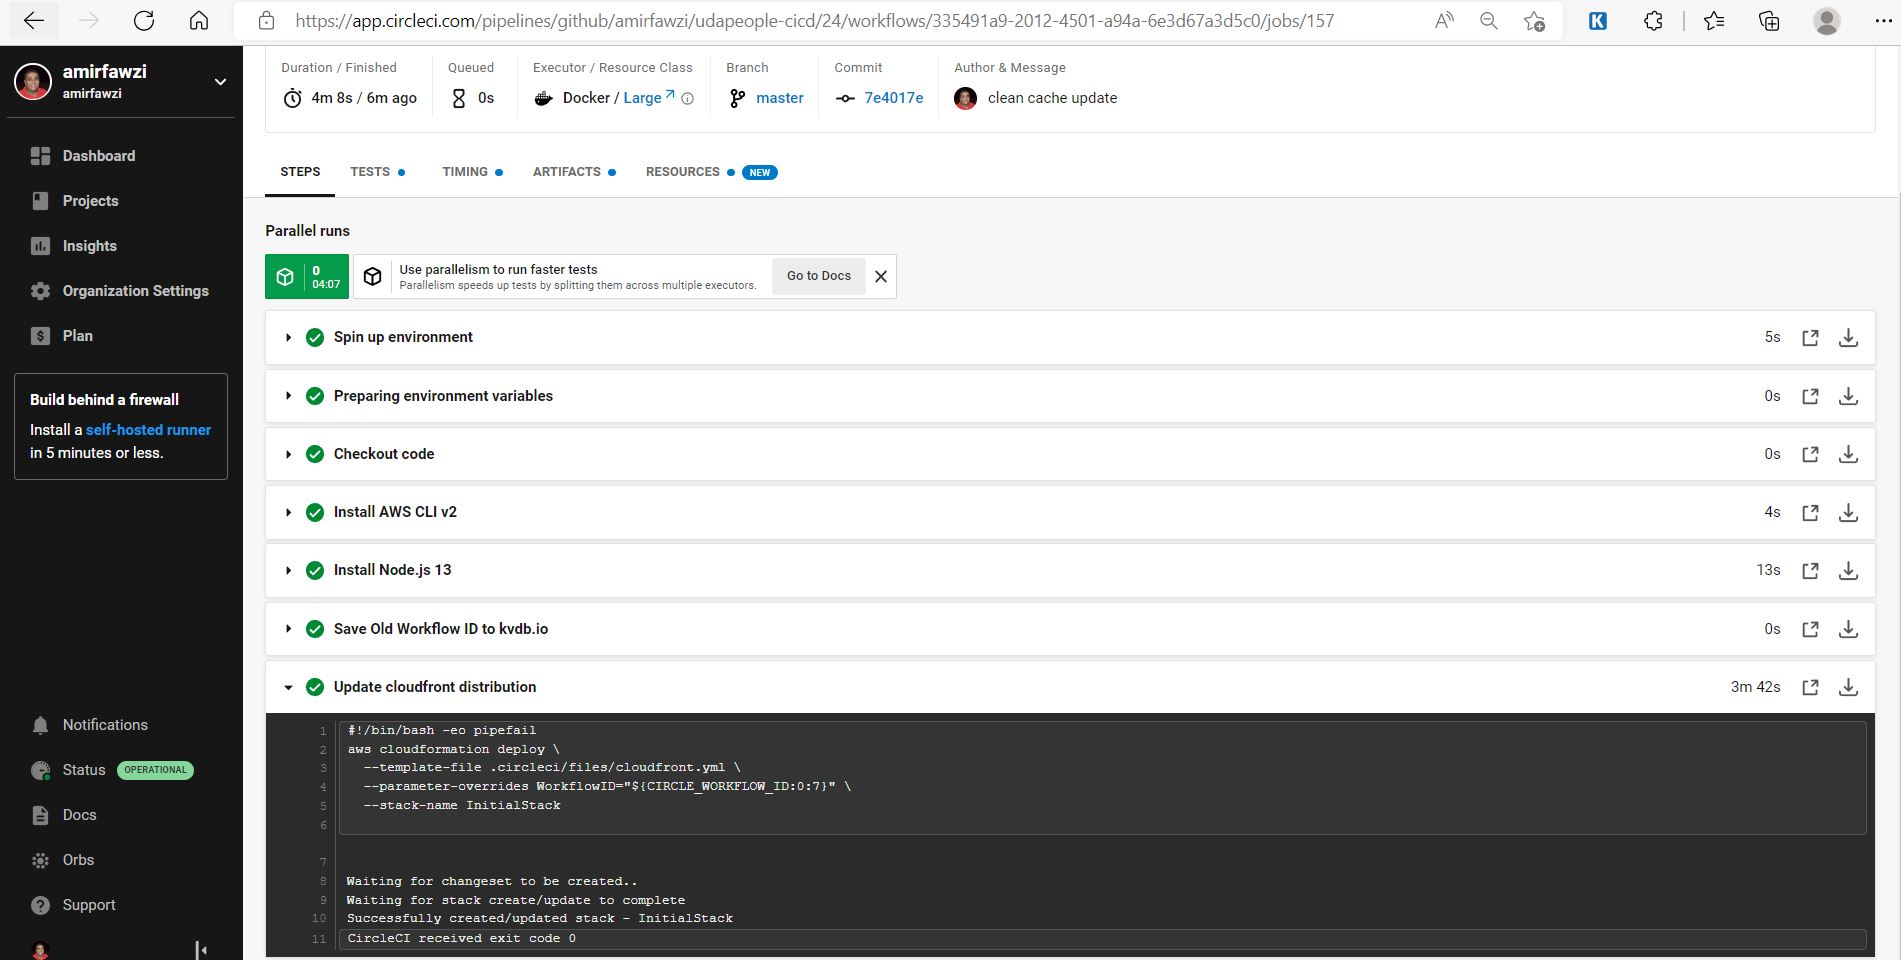 https://app.circleci.com/pipelines/github/amirfawzi/udapeople-cicd/24/workflows/335491a9-2012-4501-a94a-6e3d67a3d5c0/jobs/157
amirfawzi
amirfawzi
Dashboard
Projects
Insights
Organization Settings
Plan
Build behind a firewall
Install a self-hosted runner
in 5 minutes or less.
Notifications
Status OPERATIONAL
Docs
Orbs
Support
Duration / Finished
4m 8s / 6m ago
Queued
0s
Executor / Resource Class
Docker / Large
Branch
master
Commit
7e4017e
Author & Message
clean cache update
STEPS TESTS TIMING ARTIFACTS RESOURCES NEW
Parallel runs
0
04:07
Use parallelism to run faster tests
Parallelism speeds up tests by splitting them across multiple executors.
Go to Docs
Spin up environment 5s
Preparing environment variables 0s
Checkout code 0s
Install AWS CLI v2 4s
Install Node.js 13 13s
Save Old Workflow ID to kvdb.io 0s
Update cloudfront distribution 3m 42s
1 #!/bin/bash -eo pipefail
2 aws cloudformation deploy \
3 --template-file .circleci/files/cloudfront.yml \
4 --parameter-overrides WorkflowID="${CIRCLE_WORKFLOW_ID:0:7}" \
5 --stack-name InitialStack
6
7
8 Waiting for changeset to be created..
9 Waiting for stack create/update to complete
10 Successfully created/updated stack - InitialStack
11 CircleCI received exit code 0